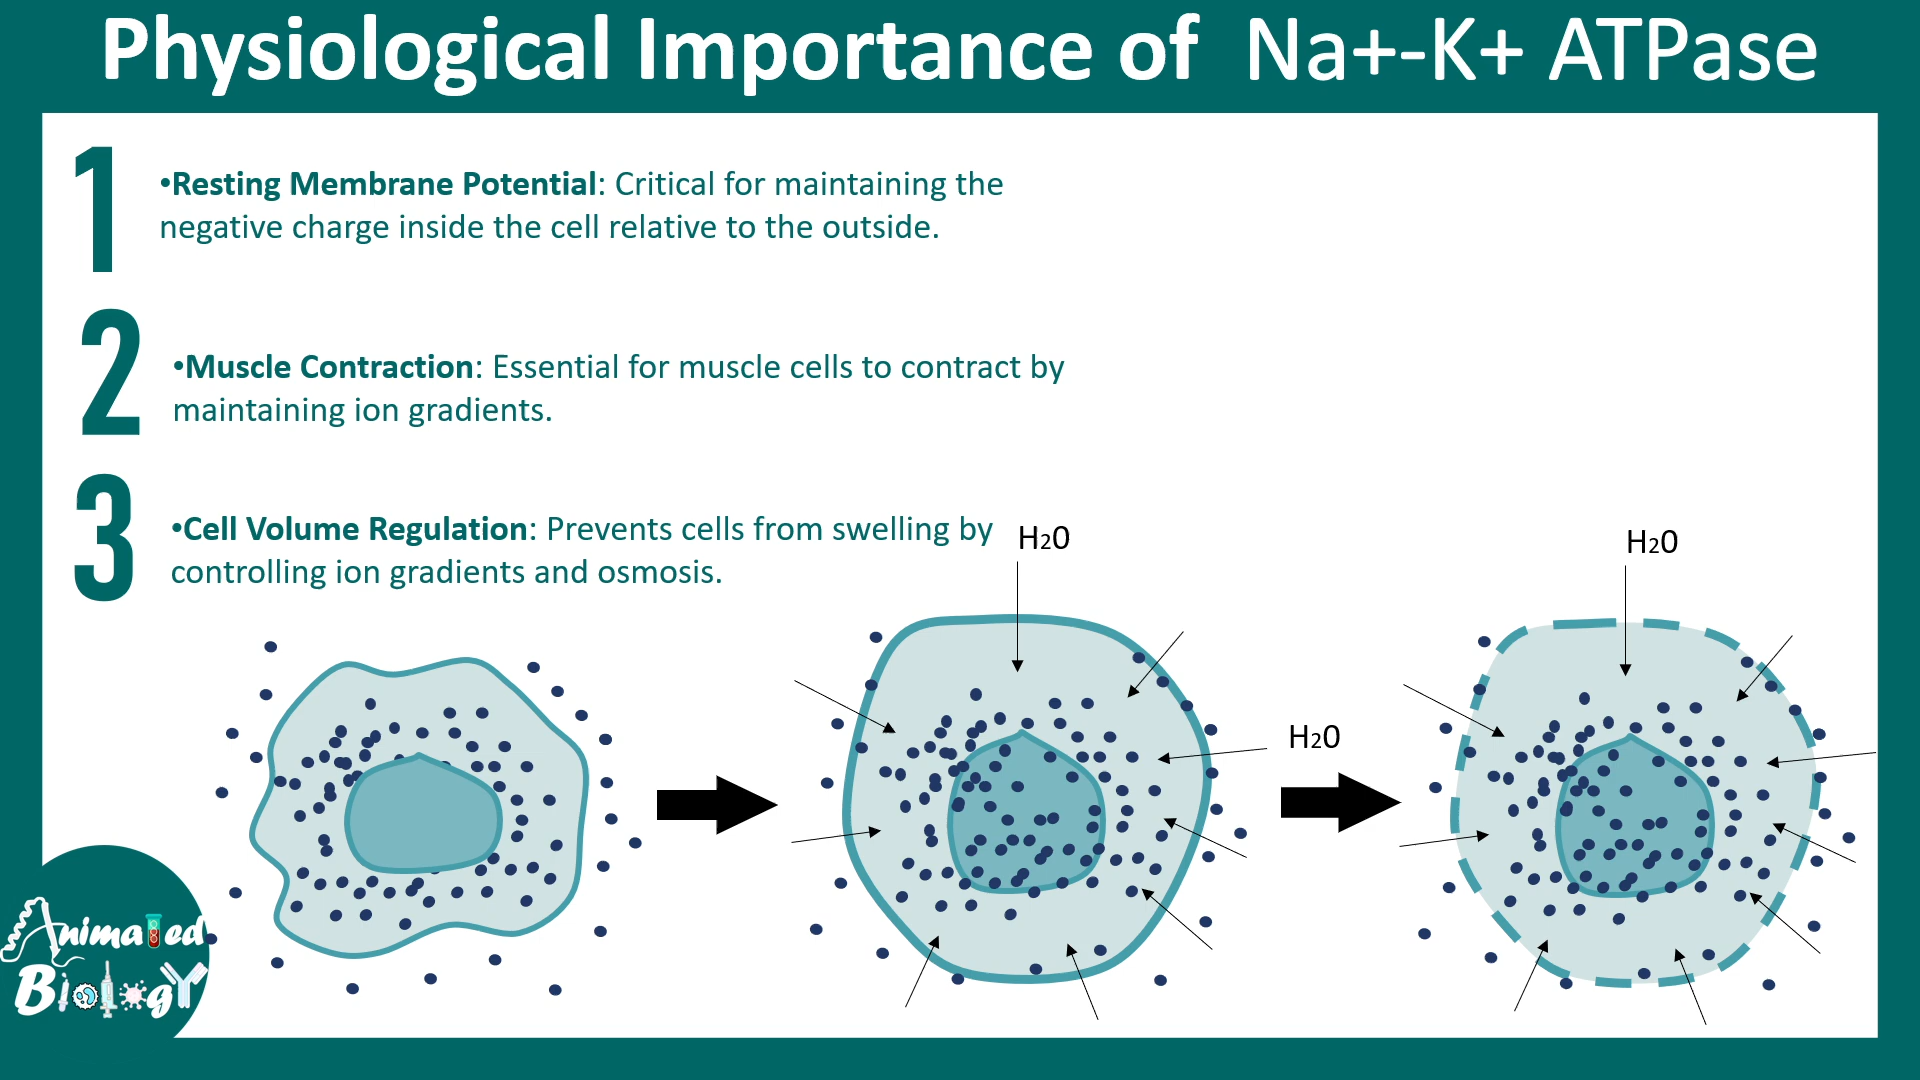 Physiological Importance of Na+-K+ ATPase
1
•Resting Membrane Potential: Critical for maintaining the
negative charge inside the cell relative to the outside.
2
•Muscle Contraction: Essential for muscle cells to contract by
maintaining ion gradients.
3
•Cell Volume Regulation: Prevents cells from swelling by
controlling ion gradients and osmosis.
H20
H20
H20
Animated
Biology